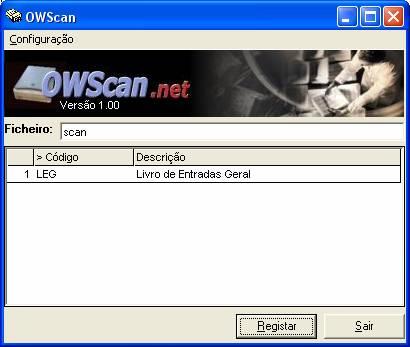 OWScan
Configuração
OWScan.net
Versão 1.00
Ficheiro: scan
> Código Descrição
1 LEG Livro de Entradas Geral
Registar Sair